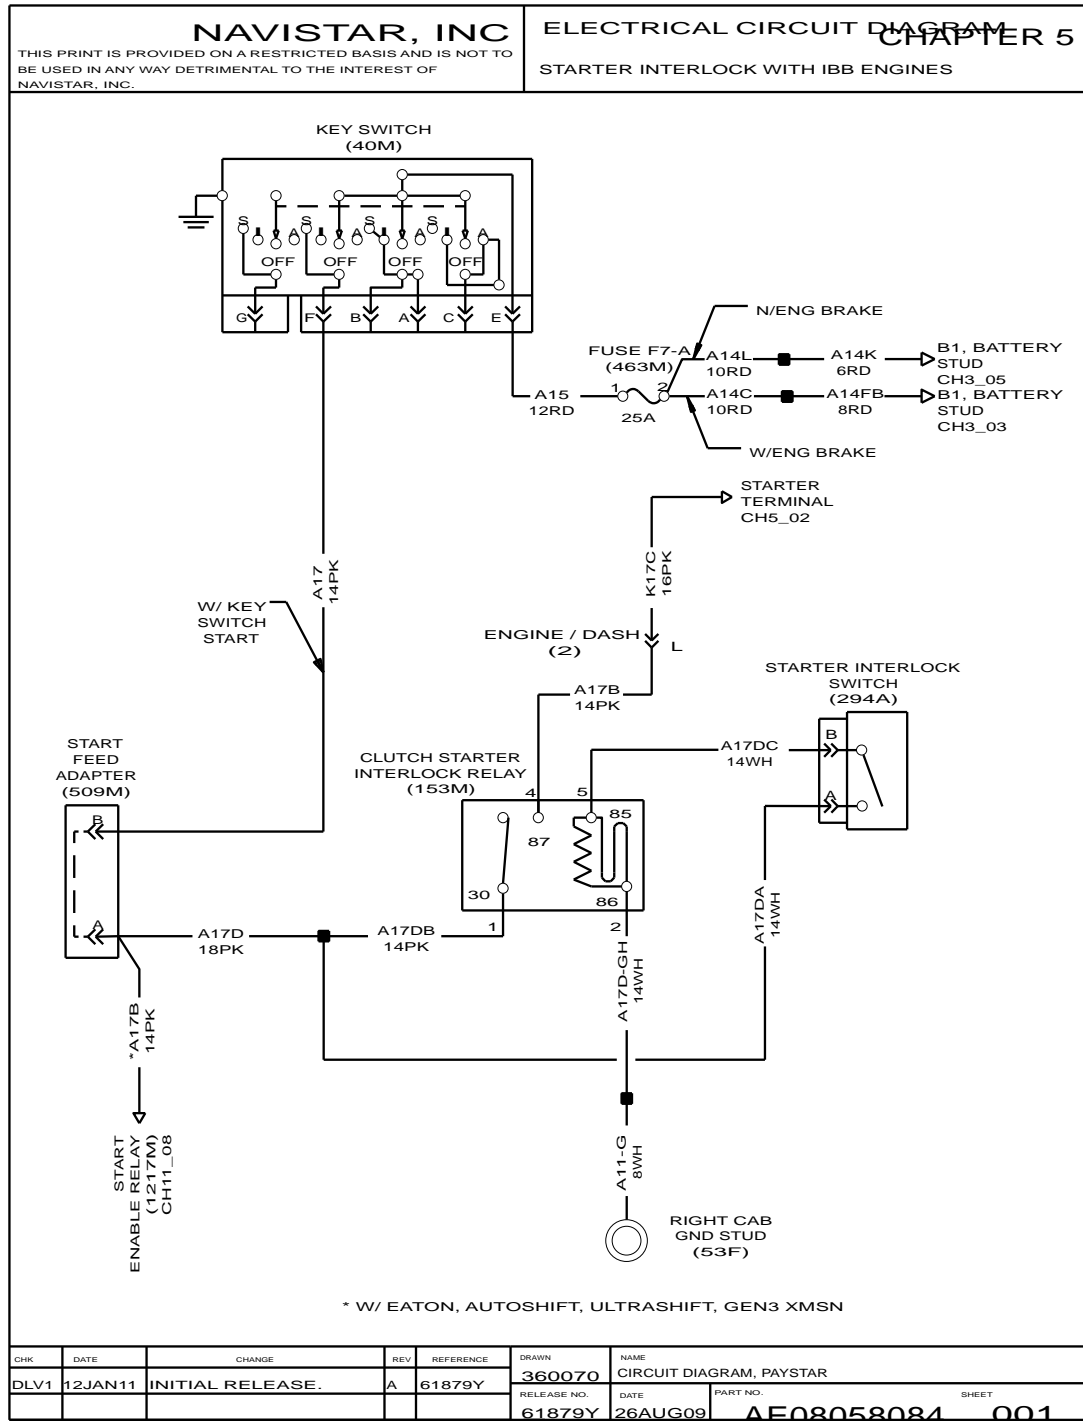 NAVISTAR, INC
THIS PRINT IS PROVIDED ON A RESTRICTED BASIS AND IS NOT TO
BE USED IN ANY WAY DETRIMENTAL TO THE INTEREST OF
NAVISTAR, INC.
ELECTRICAL CIRCUIT DIAGRAM
CHAPTER 5
STARTER INTERLOCK WITH IBB ENGINES
KEY SWITCH
(40M)
S I A S I A S I A S I A
OFF OFF OFF OFF
G F B A C E
N/ENG BRAKE
FUSE F7-A
(463M)
1 2
25A
A15
12RD
A14L
10RD
A14K
6RD
B1, BATTERY
STUD
CH3_05
A14C
10RD
A14FB
8RD
B1, BATTERY
STUD
CH3_03
W/ENG BRAKE
STARTER
TERMINAL
CH5_02
K17C
16PK
A17
14PK
W/ KEY
SWITCH
START
ENGINE / DASH
(2)
L
A17B
14PK
STARTER INTERLOCK
SWITCH
(294A)
B
A
A17DC
14WH
START
FEED
ADAPTER
(509M)
B
A
CLUTCH STARTER
INTERLOCK RELAY
(153M)
4 5
85
87
30
86
1 2
A17D
18PK
A17DB
14PK
A17D-GH
14WH
A17DA
14WH
*A17B
14PK
START
ENABLE RELAY
(1217M)
CH11_08
A11-G
8WH
RIGHT CAB
GND STUD
(53F)
* W/ EATON, AUTOSHIFT, ULTRASHIFT, GEN3 XMSN
CHK DATE CHANGE REV REFERENCE
DLV1 12JAN11 INITIAL RELEASE. A 61879Y
DRAWN
360070
NAME
CIRCUIT DIAGRAM, PAYSTAR
RELEASE NO.
61879Y
DATE
26AUG09
PART NO.
AE08058084
SHEET
001